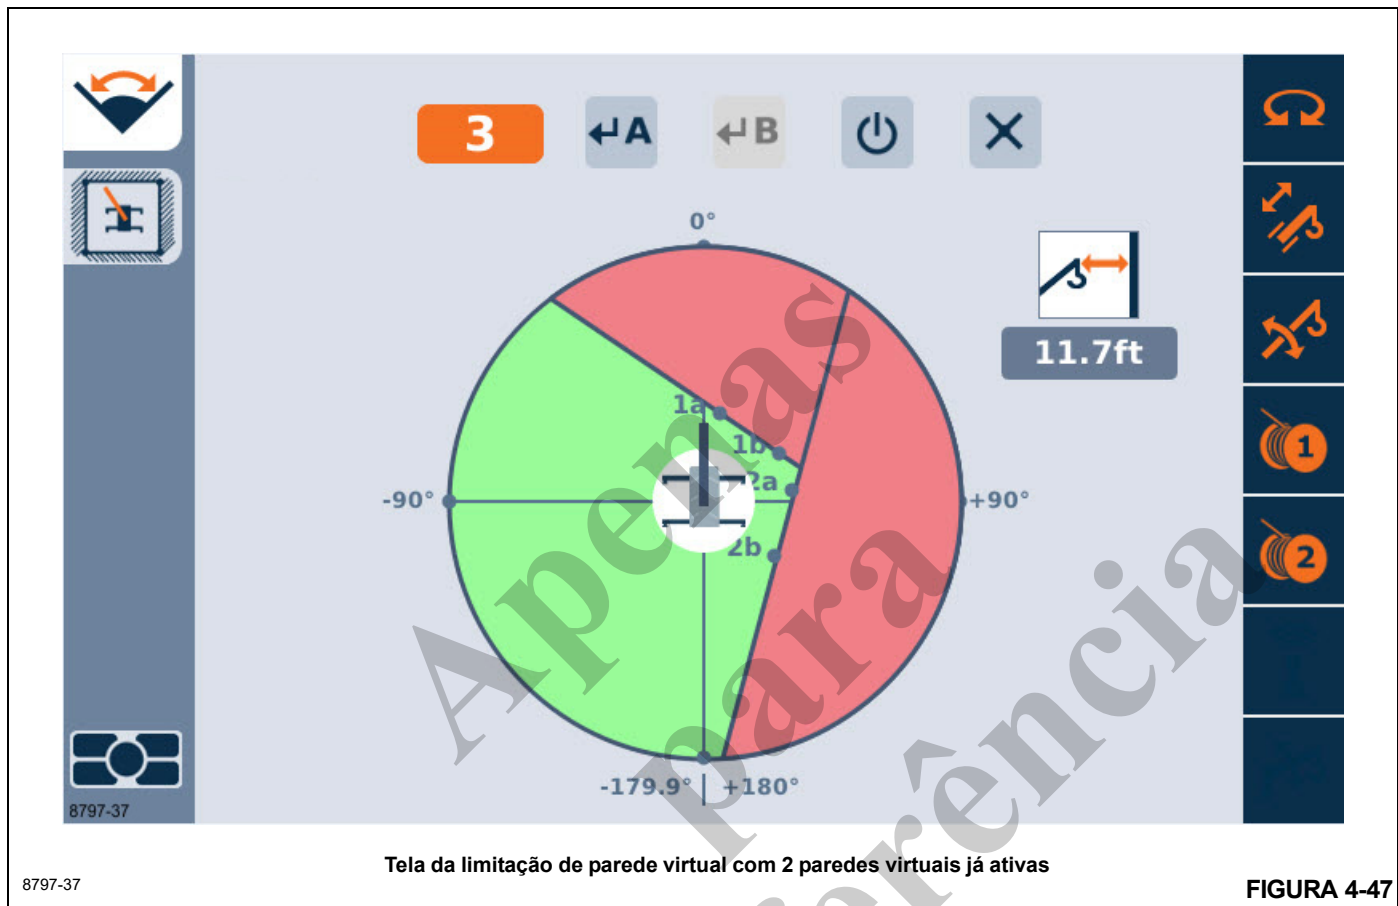 3
↵A
↵B
0°
11.7ft
1a
1b
2a
2b
-90°
+90°
-179.9° | +180°
1
2
8797-37
Apenas
para
Tela da limitação de parede virtual com 2 paredes virtuais já ativas
8797-37
FIGURA 4-47